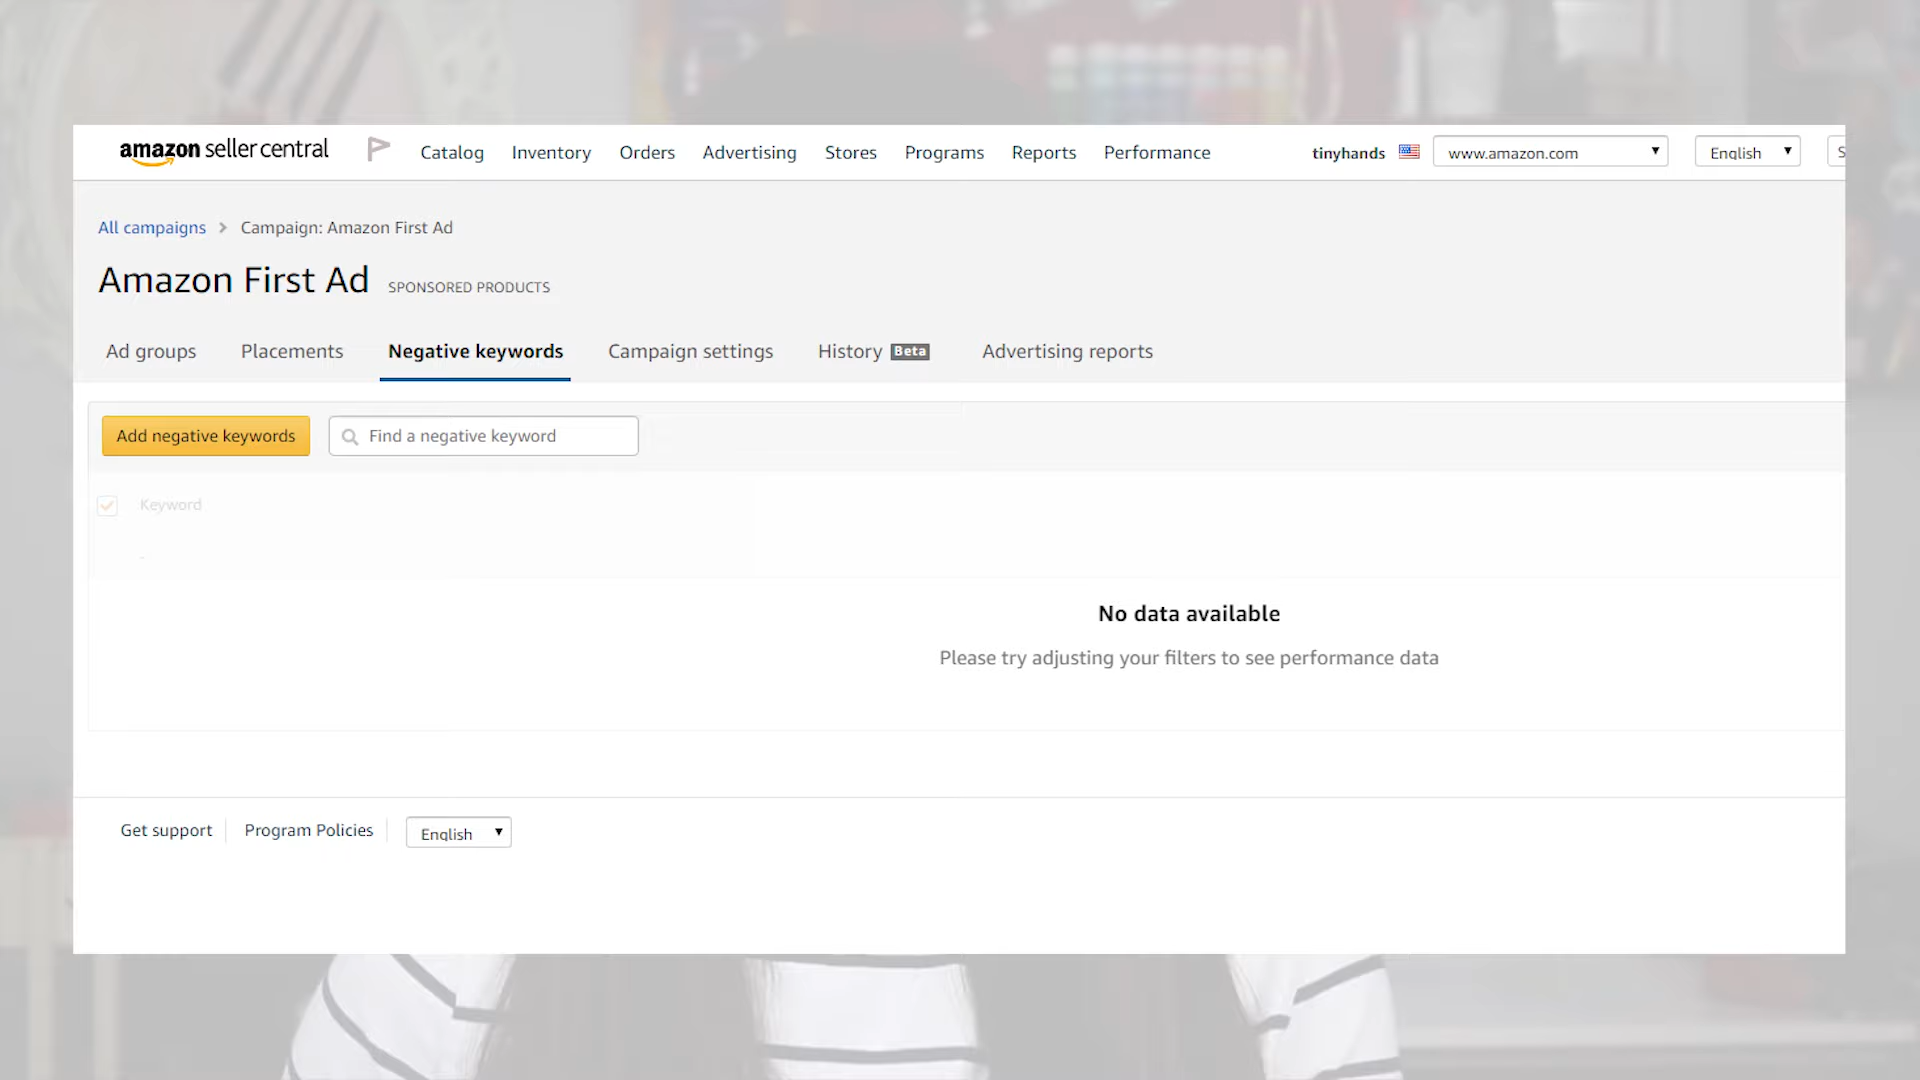 amazon seller central Catalog Inventory Orders Advertising Stores Programs Reports Performance tinyhands www.amazon.com English S
All campaigns Campaign: Amazon First Ad
Amazon First Ad SPONSORED PRODUCTS
Ad groups Placements Negative keywords Campaign settings History Beta Advertising reports
Add negative keywords Find a negative keyword
Keyword
-
No data available
Please try adjusting your filters to see performance data
Get support Program Policies English